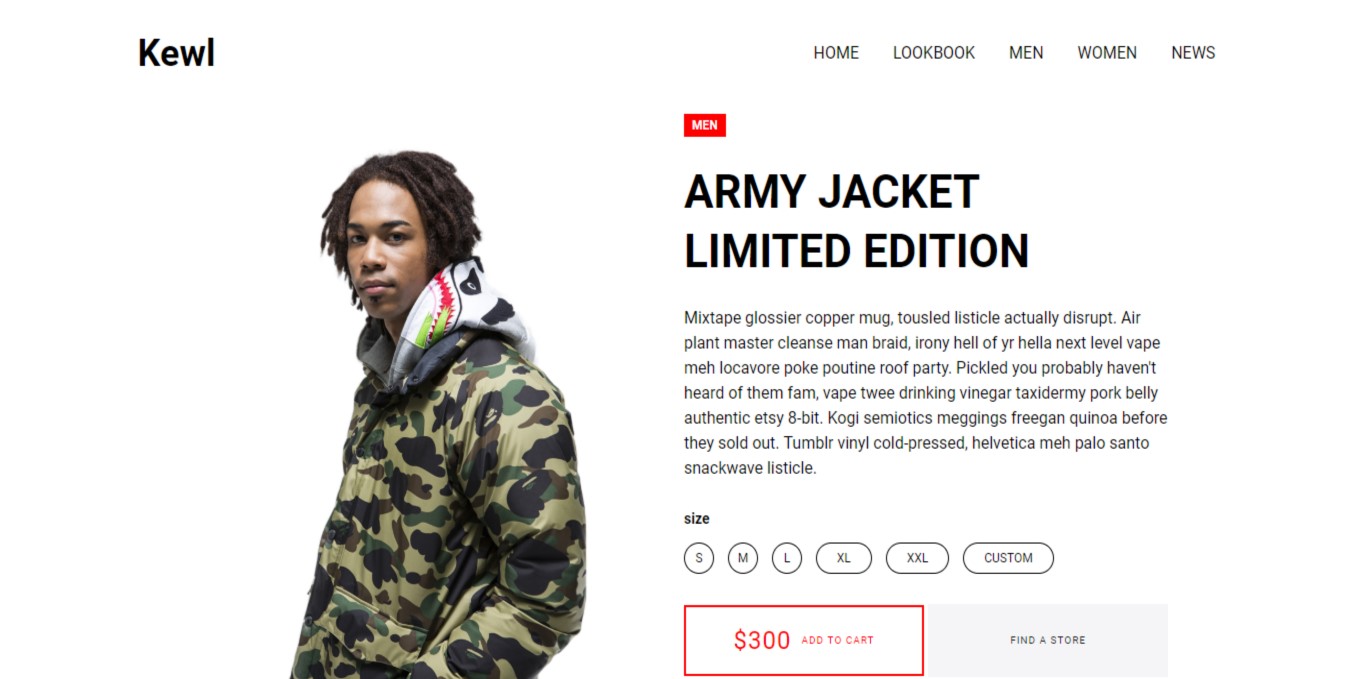 Kewl
HOME LOOKBOOK MEN WOMEN NEWS
MEN
ARMY JACKET
LIMITED EDITION
Mixtape glossier copper mug, tousled listicle actually disrupt. Air
plant master cleanse man braid, irony hell of yr hella next level vape
meh locavore poke poutine roof party. Pickled you probably haven't
heard of them fam, vape twee drinking vinegar taxidermy pork belly
authentic etsy 8-bit. Kogi semiotics meggings freegan quinoa before
they sold out. Tumblr vinyl cold-pressed, helvetica meh palo santo
snackwave listicle.
size
S M L XL XXL CUSTOM
$300 ADD TO CART FIND A STORE